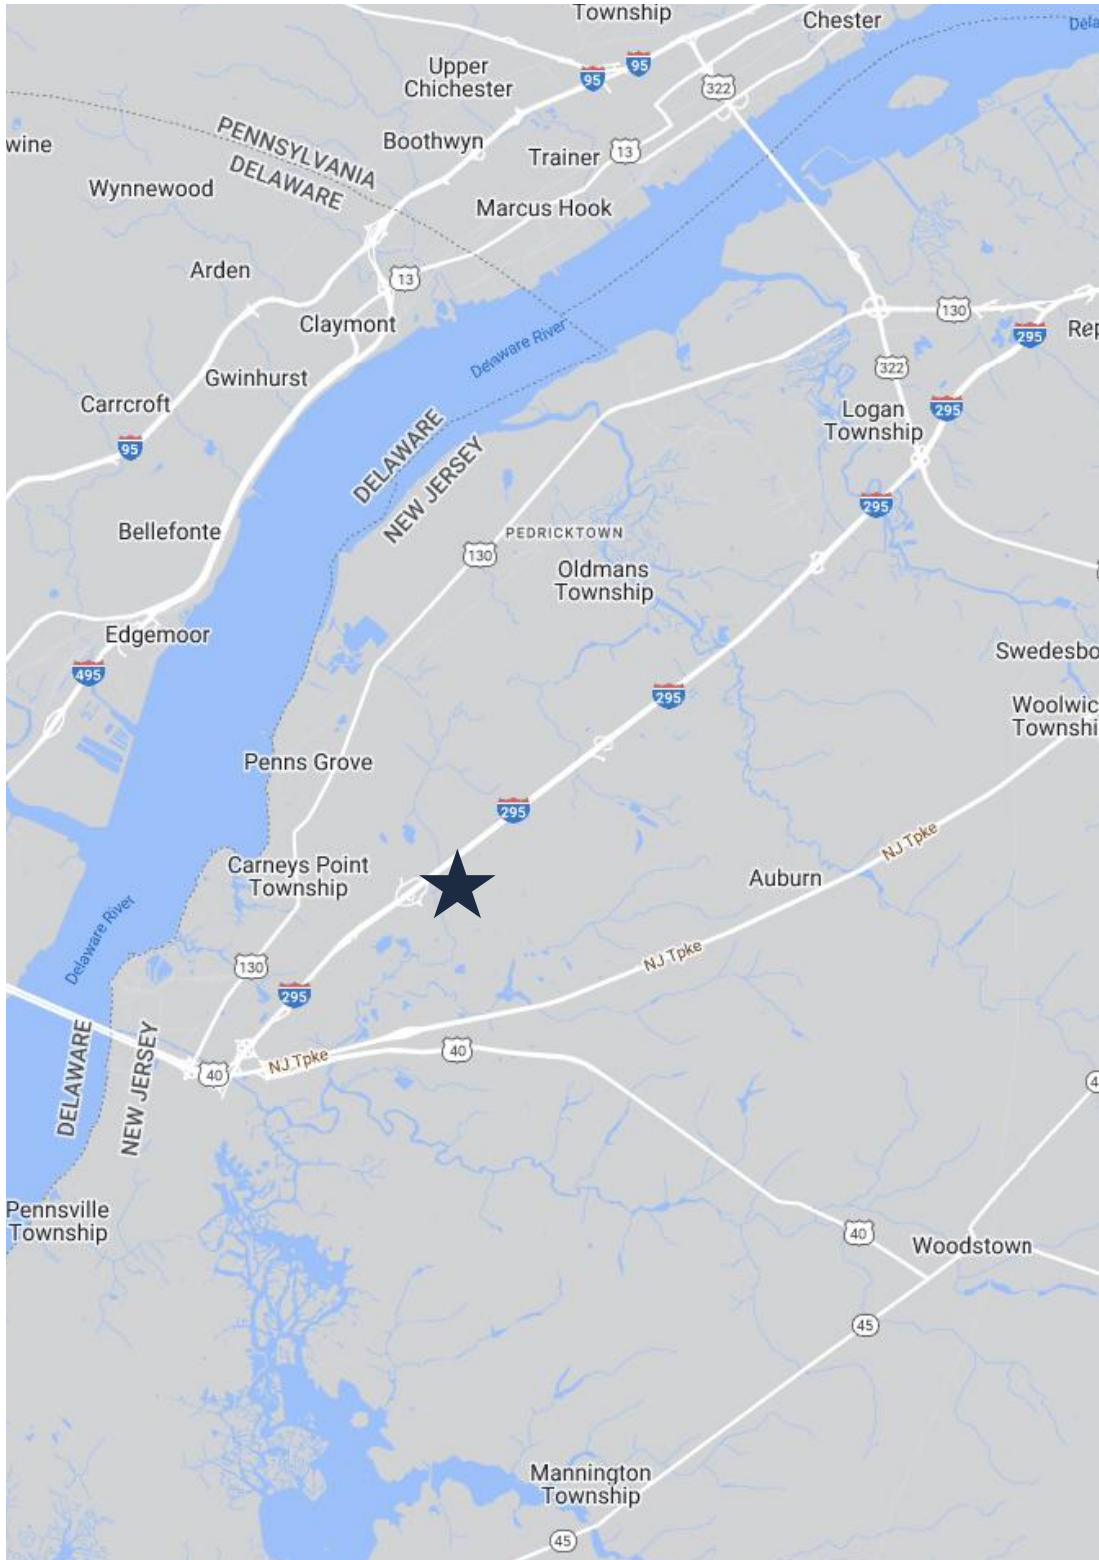 Township
Chester
Dela
95
95
Upper
Chichester
322
Boothwyn
Trainer
13
wine
PENNSYLVANIA
DELAWARE
Wynnewood
Marcus Hook
Arden
13
Claymont
130
295
Rep
Delaware River
322
Gwinhurst
Carrcroft
Logan
Township
295
95
DELAWARE
NEW JERSEY
295
Bellefonte
PEDRICKTOWN
130
Oldmans
Township
Edgemoor
Swedesbo
495
295
Woolwic
Townshi
Penns Grove
295
NJ Tpke
Carneys Point
Township
Auburn
Delaware River
NJ Tpke
130
295
DELAWARE
NEW JERSEY
40
NJ Tpke
40
4
Pennsville
Township
40
Woodstown
45
Mannington
Township
45